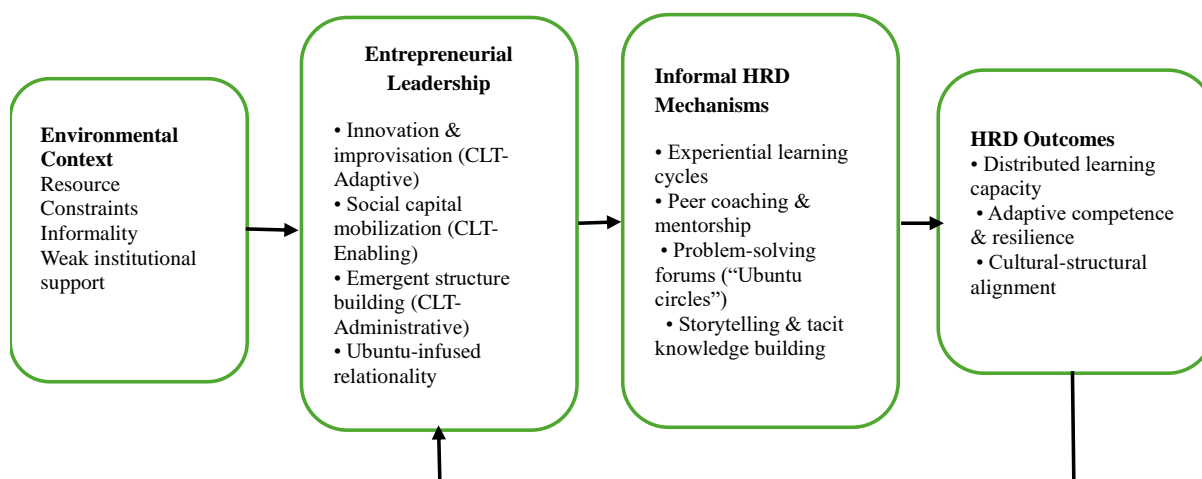 Environmental
Context
Resource
Constraints
Informality
Weak institutional
support
Entrepreneurial
Leadership
• Innovation &
improvisation (CLT-
Adaptive)
• Social capital
mobilization (CLT-
Enabling)
• Emergent structure
building (CLT-
Administrative)
• Ubuntu-infused
relationality
Informal HRD
Mechanisms
• Experiential learning
cycles
• Peer coaching &
mentorship
• Problem-solving
forums (“Ubuntu
circles”)
• Storytelling & tacit
knowledge building
HRD Outcomes
• Distributed learning
capacity
• Adaptive competence
& resilience
• Cultural-structural
alignment